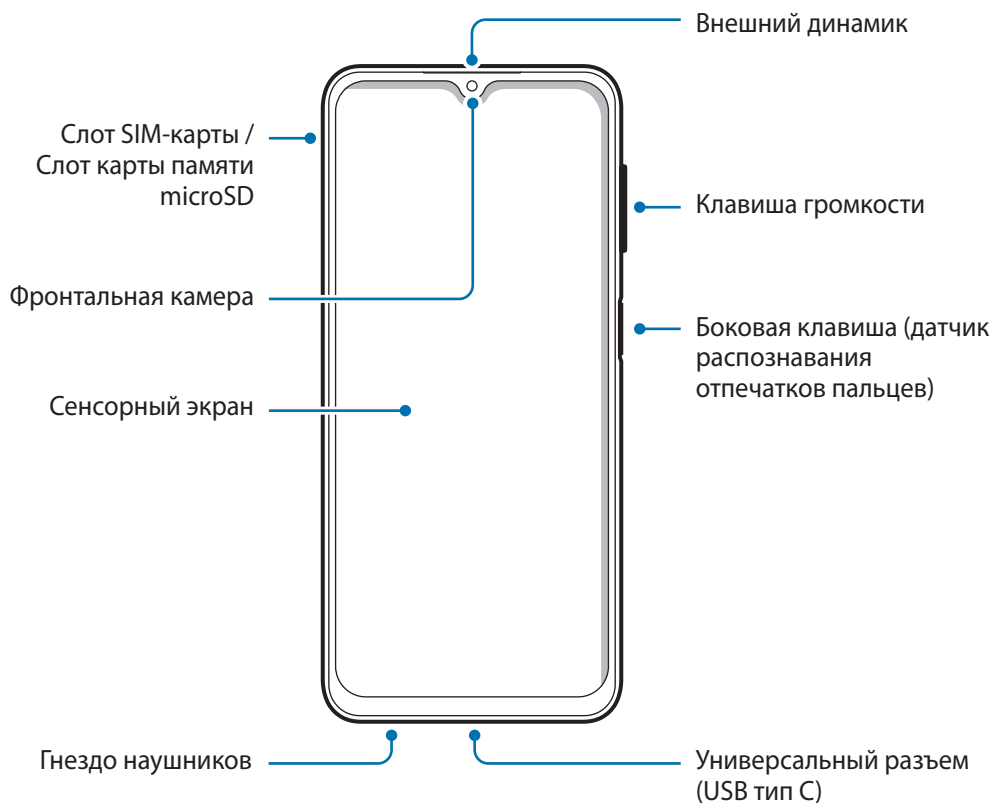 Внешний динамик
Слот SIM-карты /
Слот карты памяти
microSD
Клавиша громкости
Фронтальная камера
Боковая клавиша (датчик
распознавания
отпечатков пальцев)
Сенсорный экран
Гнездо наушников
Универсальный разъем
(USB тип C)